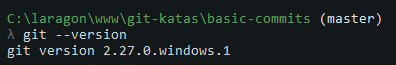 C:\laragon\www\git-katas\basic-commits (master)
λ git --version
git version 2.27.0.windows.1